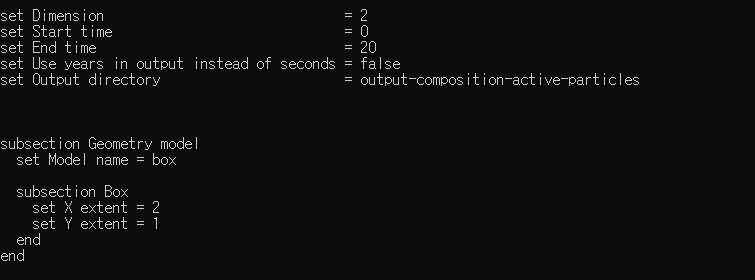 set Dimension                              = 2
set Start time                             = 0
set End time                               = 20
set Use years in output instead of seconds = false
set Output directory                       = output-composition-active-particles
subsection Geometry model
  set Model name = box
  subsection Box
    set X extent = 2
    set Y extent = 1
  end
end